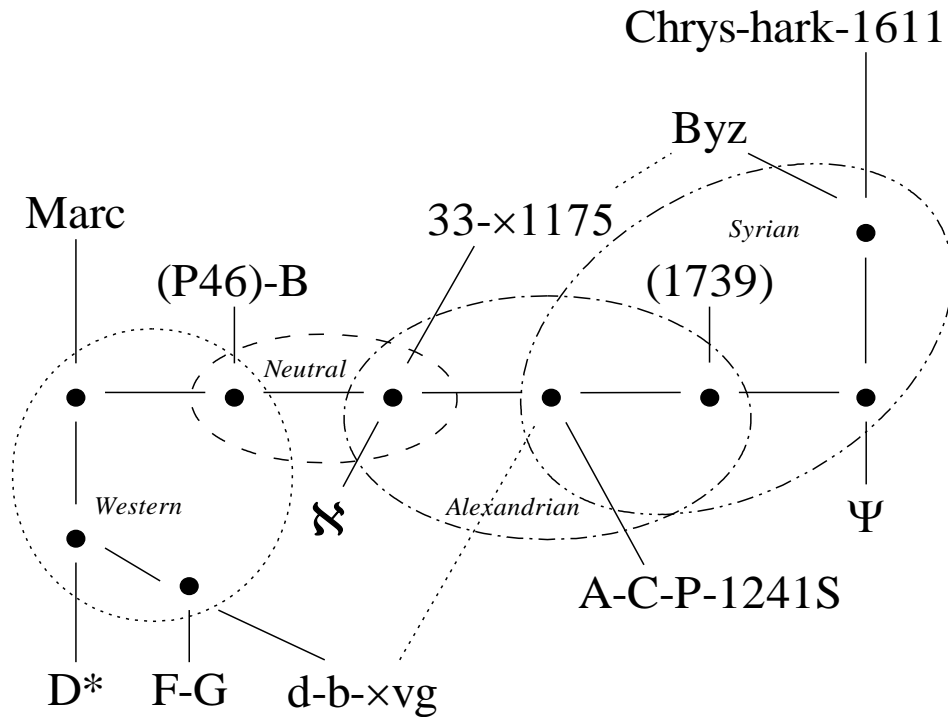 Chrys-hark-1611
Byz
Marc
33-×1175
Syrian
(P46)-B
(1739)
Neutral
Western
ℵ
Alexandrian
Ψ
A-C-P-1241S
D*
F-G
d-b-×vg